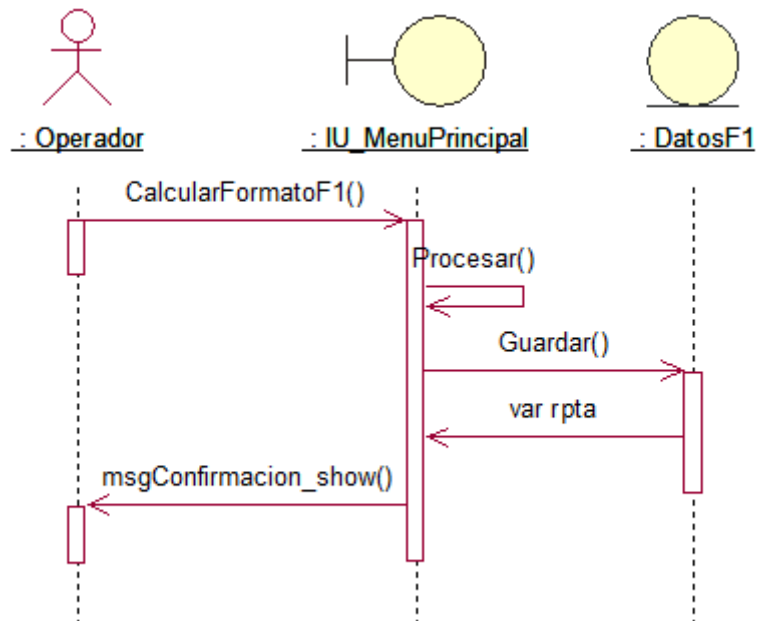 : Operador
: IU_MenuPrincipal
: DatosF1
CalcularFormatoF1()
Procesar()
Guardar()
var rpta
msgConfirmacion_show()